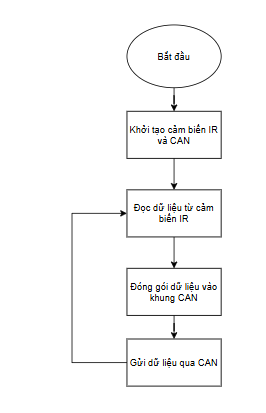 Bắt đầu
Khởi tạo cảm biến IR
và CAN
Đọc dữ liệu từ cảm
biến IR
Đóng gói dữ liệu vào
khung CAN
Gửi dữ liệu qua CAN